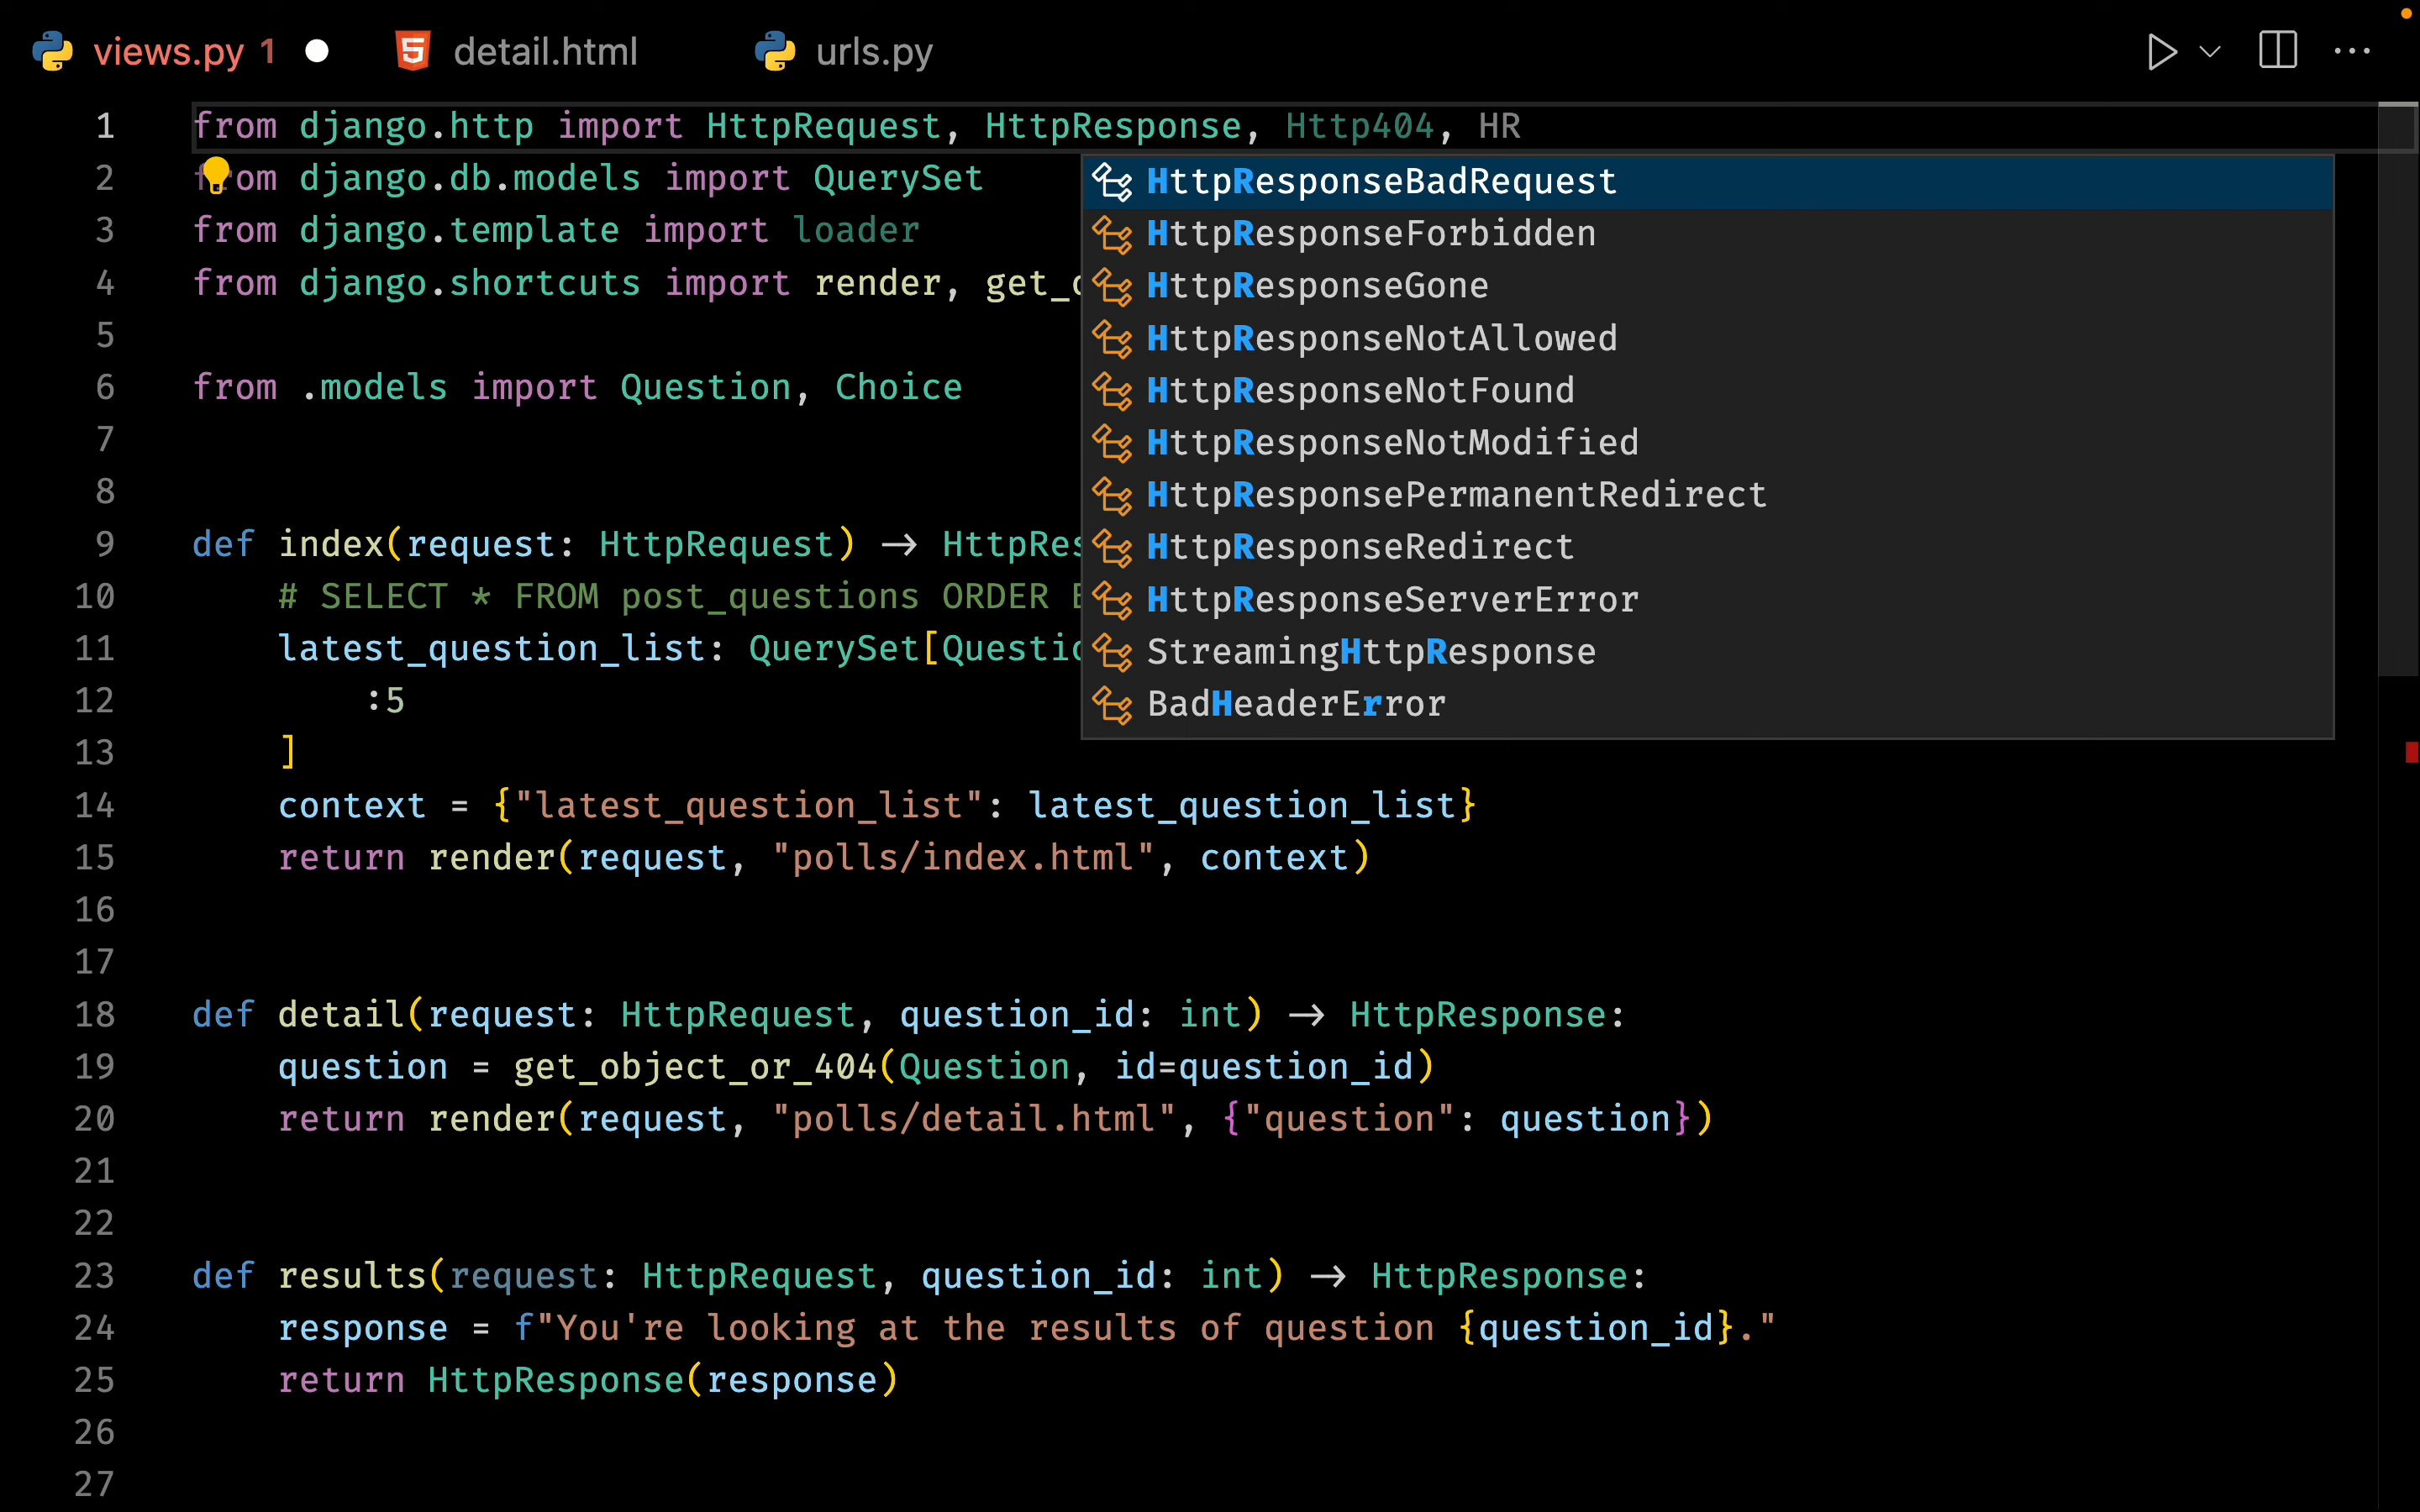 views.py 1 detail.html urls.py
1 from django.http import HttpRequest, HttpResponse, Http404, HR
2 from django.db.models import QuerySet
3 from django.template import loader
4 from django.shortcuts import render, get_
5
6 from .models import Question, Choice
7
8
9 def index(request: HttpRequest) -> HttpRes
10 # SELECT * FROM post_questions ORDER
11 latest_question_list: QuerySet[Questio
12 :5
13 ]
14 context = {"latest_question_list": latest_question_list}
15 return render(request, "polls/index.html", context)
16
17
18 def detail(request: HttpRequest, question_id: int) -> HttpResponse:
19 question = get_object_or_404(Question, id=question_id)
20 return render(request, "polls/detail.html", {"question": question})
21
22
23 def results(request: HttpRequest, question_id: int) -> HttpResponse:
24 response = f"You're looking at the results of question {question_id}."
25 return HttpResponse(response)
26
27
HttpResponseBadRequest
HttpResponseForbidden
HttpResponseGone
HttpResponseNotAllowed
HttpResponseNotFound
HttpResponseNotModified
HttpResponsePermanentRedirect
HttpResponseRedirect
HttpResponseServerError
StreamingHttpResponse
BadHeaderError